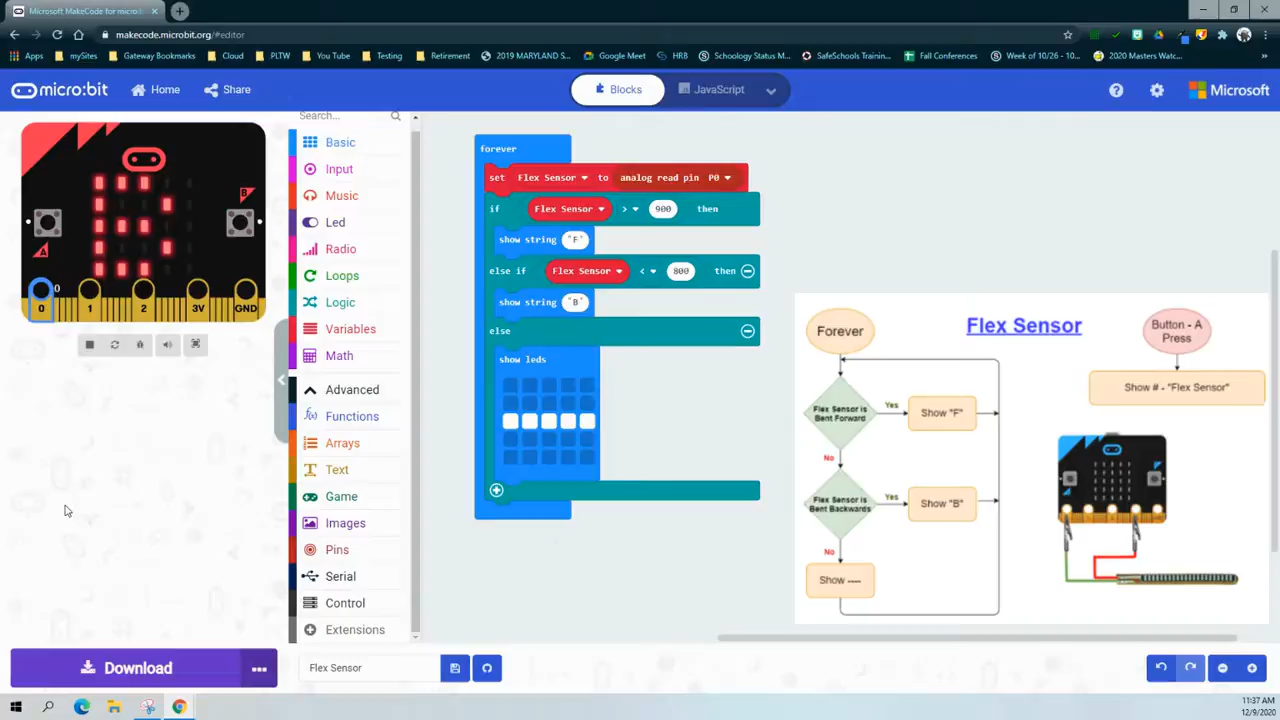 Microsoft MakeCode for micro:b
makecode.microbit.org/#editor
Apps
mySites
Gateway Bookmarks
Cloud
PLTW
You Tube
Testing
Retirement
2019 MARYLAND S...
Google Meet
HRB
Schoology Status M...
SafeSchools Trainin...
Fall Conferences
Week of 10/26 - 10...
2020 Masters Watc...
micro:bit
Home
Share
Blocks
JavaScript
Microsoft
Search...
Basic
Input
Music
Led
Radio
Loops
Logic
Variables
Math
Advanced
Functions
Arrays
Text
Game
Images
Pins
Serial
Control
Extensions
A
B
0
0 1 2 3V GND
forever
set Flex Sensor to analog read pin P0
if Flex Sensor > 900 then
show string "F"
else if Flex Sensor < 800 then
show string "B"
else
show leds
Flex Sensor
Forever
Flex Sensor is
Bent Forward
Yes
Show "F"
No
Flex Sensor is
Bent Backwards
Yes
Show "B"
No
Show ----
Button - A
Press
Show # - "Flex Sensor"
Download
Flex Sensor
11:37 AM
12/9/2020